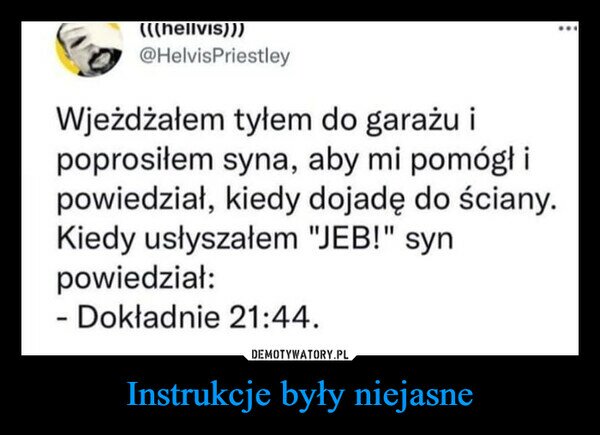 (((hellvis)))
@HelvisPriestley
Wjeżdżałem tyłem do garażu i
poprosiłem syna, aby mi pomógł i
powiedział, kiedy dojadę do ściany.
Kiedy usłyszałem "JEB!" syn
powiedział:
- Dokładnie 21:44.
DEMOTYWATORY.PL
Instrukcje były niejasne